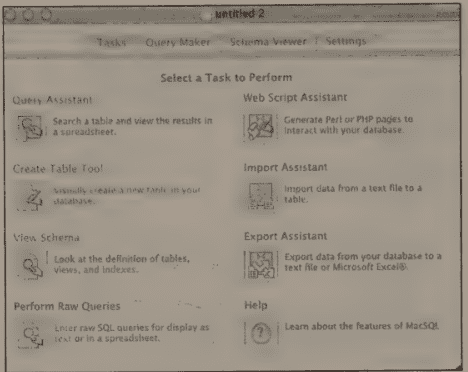 untitled 2
Tasks Query Maker Schema Viewer Settings
Select a Task to Perform
Query Assistant
Search a table and view the results in
a spreadsheet.
Create Table Tool
Visually create a new table in your
database.
View Schema
Look at the definition of tables,
views, and indexes.
Perform Raw Queries
Enter raw SQL queries for display as
text or in a spreadsheet.
Web Script Assistant
Generate Perl or PHP pages to
interact with your database.
Import Assistant
Import data from a text file to a
table.
Export Assistant
Export data from your database to a
text file or Microsoft Excel®.
Help
Learn about the features of MacSQL